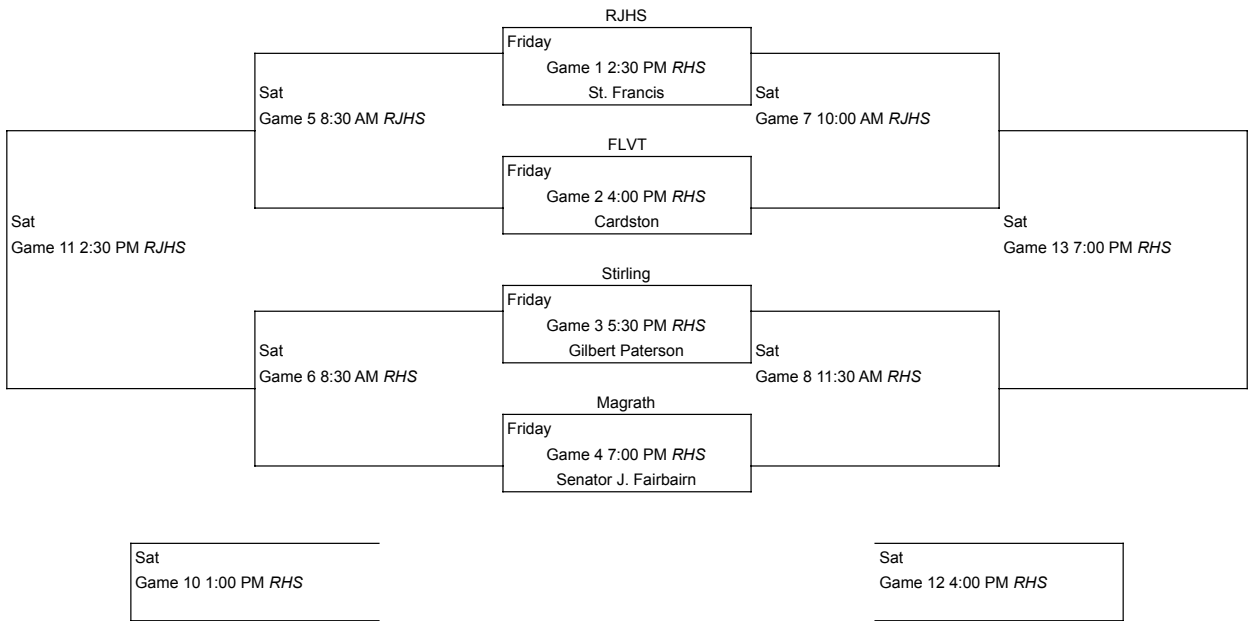 RJHS
Friday
Game 1 2:30 PM RHS
St. Francis
Sat
Game 5 8:30 AM RJHS
Sat
Game 7 10:00 AM RJHS
FLVT
Friday
Game 2 4:00 PM RHS
Cardston
Sat
Game 11 2:30 PM RJHS
Sat
Game 13 7:00 PM RHS
Stirling
Friday
Game 3 5:30 PM RHS
Gilbert Paterson
Sat
Game 6 8:30 AM RHS
Sat
Game 8 11:30 AM RHS
Magrath
Friday
Game 4 7:00 PM RHS
Senator J. Fairbairn
Sat
Game 10 1:00 PM RHS
Sat
Game 12 4:00 PM RHS